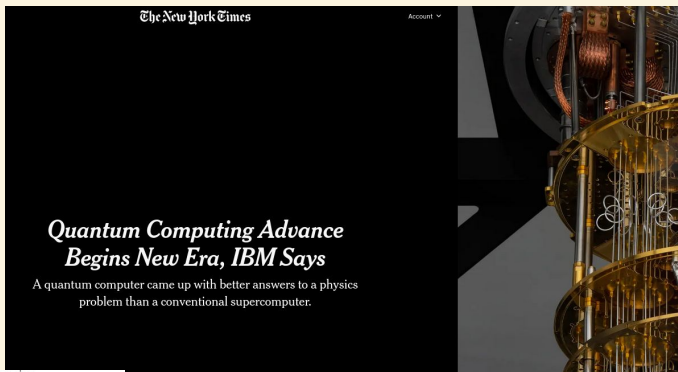 The New York Times
Account
Quantum Computing Advance
Begins New Era, IBM Says
A quantum computer came up with better answers to a physics
problem than a conventional supercomputer.